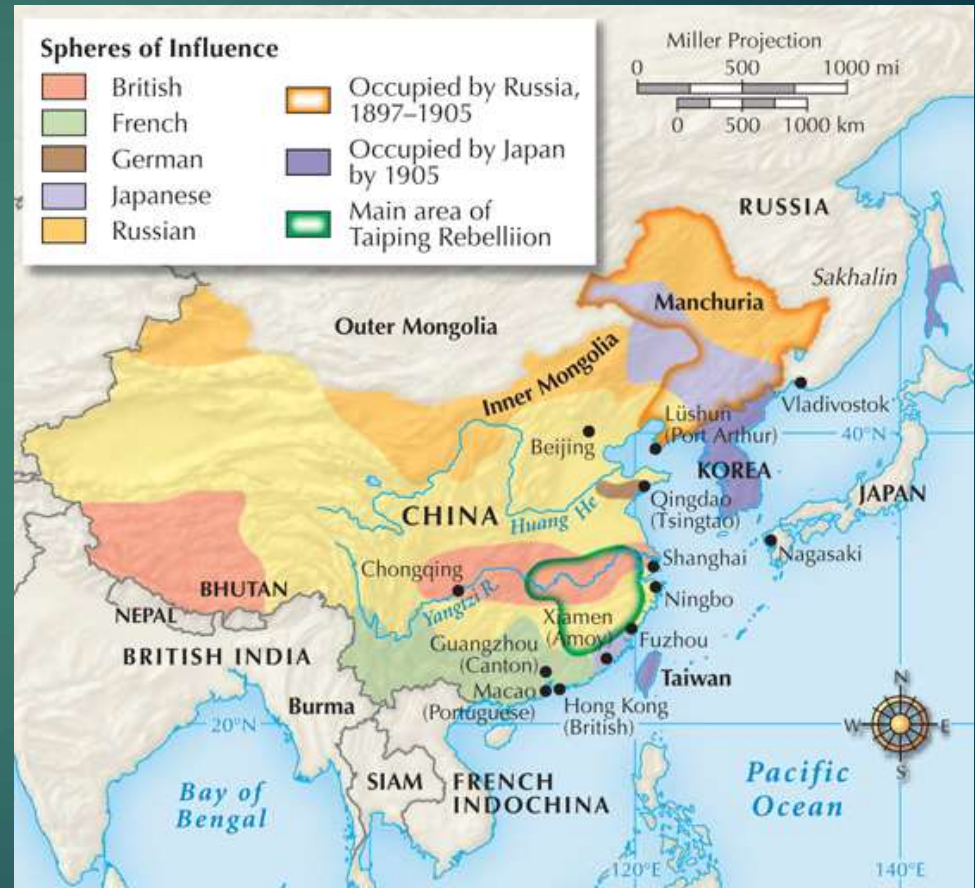 Spheres of Influence
British
French
German
Japanese
Russian
Occupied by Russia,
1897–1905
Occupied by Japan
by 1905
Main area of
Taiping Rebelliion
Miller Projection
0 500 1000 mi
0 500 1000 km
RUSSIA
Sakhalin
Manchuria
Outer Mongolia
Inner Mongolia
Vladivostok
Lüshun
(Port Arthur)
40°N
Beijing
KOREA
JAPAN
Qingdao
(Tsingtao)
CHINA
Huang He
Nagasaki
Shanghai
Chongqing
Yangtzi R.
BHUTAN
NEPAL
Ningbo
Xiamen
(Amoy)
Fuzhou
Guangzhou
(Canton)
BRITISH INDIA
Taiwan
Macao
(Portuguese)
Hong Kong
(British)
Burma
20°N
N
W E
S
SIAM
FRENCH
INDOCHINA
Bay of
Bengal
Pacific
Ocean
120°E
140°E